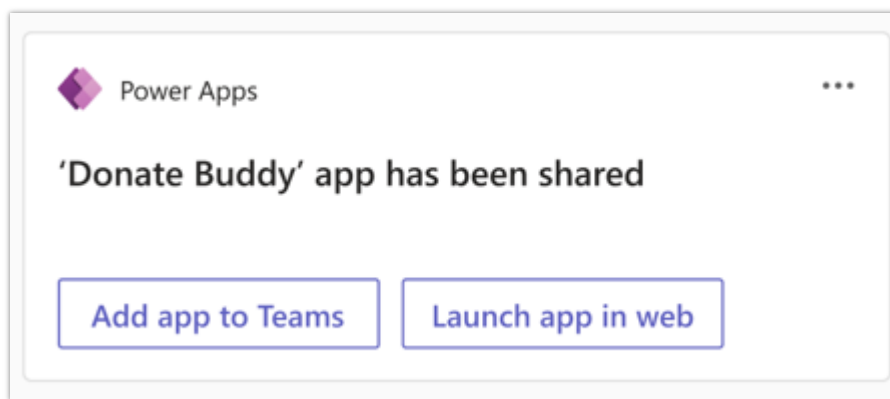 Power Apps
‘Donate Buddy’ app has been shared
Add app to Teams
Launch app in web